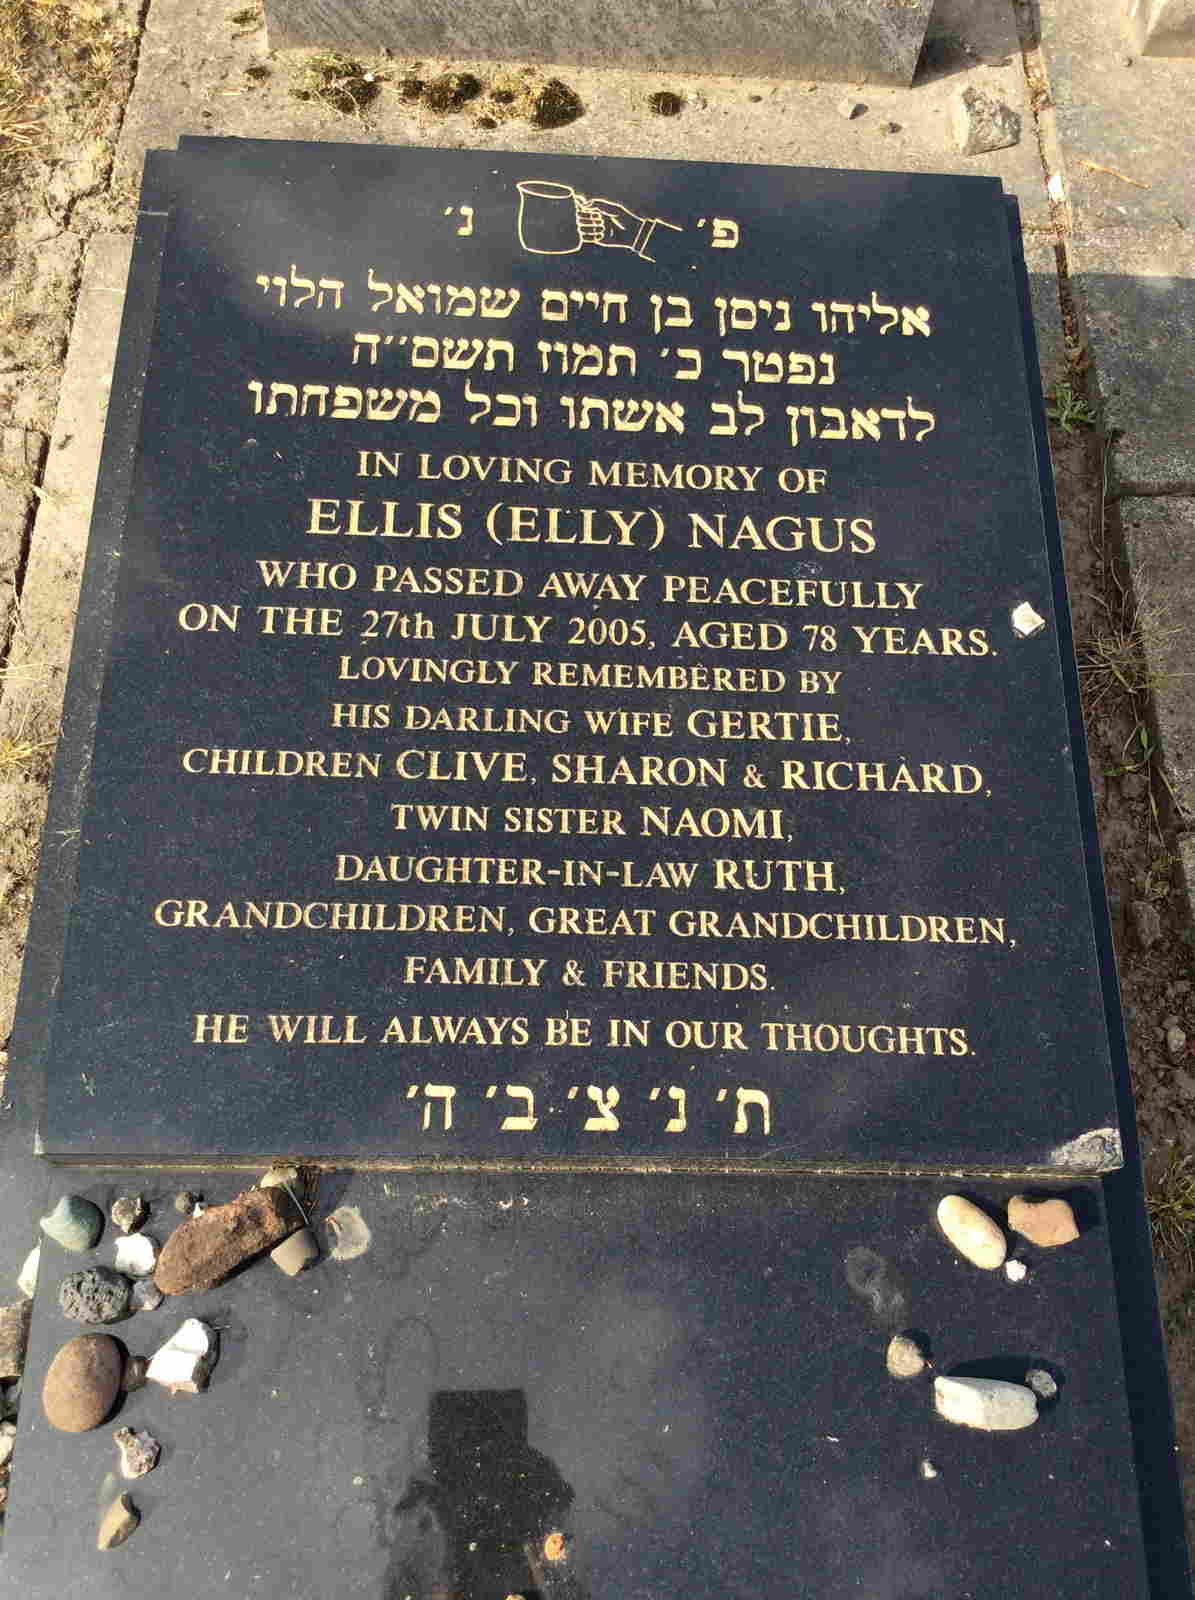 פ׳ נ׳
אליהו ניסן בן חיים שמואל הלוי
נפטר כ׳ תמוז תשס׳׳ה
לדאבון לב אשתו וכל משפחתו
IN LOVING MEMORY OF
ELLIS (ELLY) NAGUS
WHO PASSED AWAY PEACEFULLY
ON THE 27th JULY 2005, AGED 78 YEARS.
LOVINGLY REMEMBERED BY
HIS DARLING WIFE GERTIE,
CHILDREN CLIVE, SHARON & RICHARD,
TWIN SISTER NAOMI,
DAUGHTER-IN-LAW RUTH,
GRANDCHILDREN, GREAT GRANDCHILDREN,
FAMILY & FRIENDS.
HE WILL ALWAYS BE IN OUR THOUGHTS.
ת׳ נ׳ צ׳ ב׳ ה׳